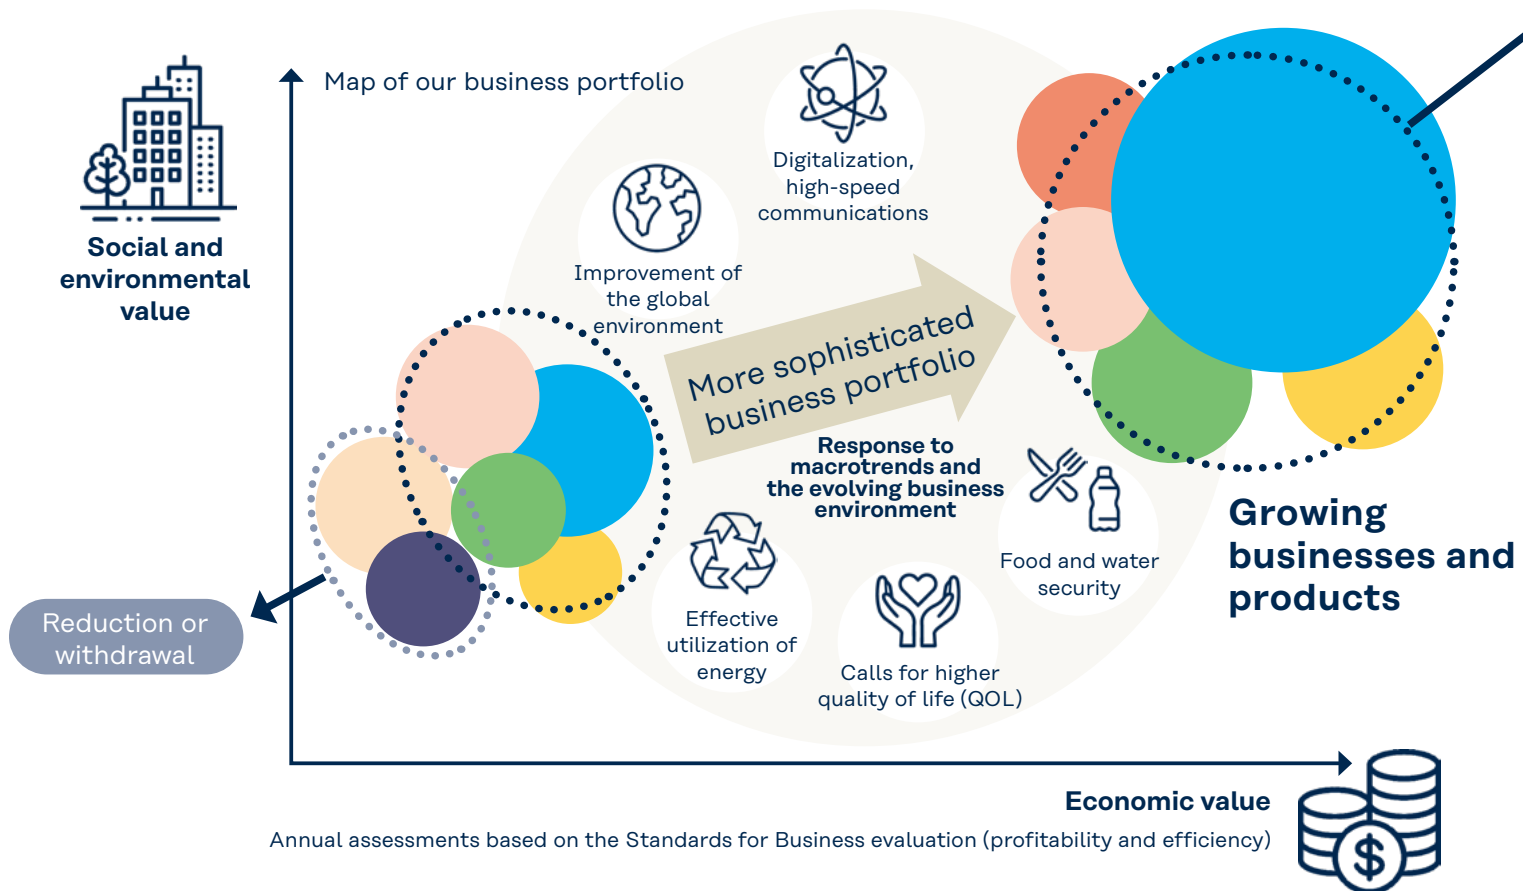 Map of our business portfolio
Social and
environmental
value
Digitalization,
high-speed
communications
Improvement of
the global
environment
More sophisticated
business portfolio
Response to
macrotrends and
the evolving business
environment
Food and water
security
Effective
utilization of
energy
Calls for higher
quality of life (QOL)
Growing
businesses and
products
Reduction or
withdrawal
Economic value
Annual assessments based on the Standards for Business evaluation (profitability and efficiency)
$